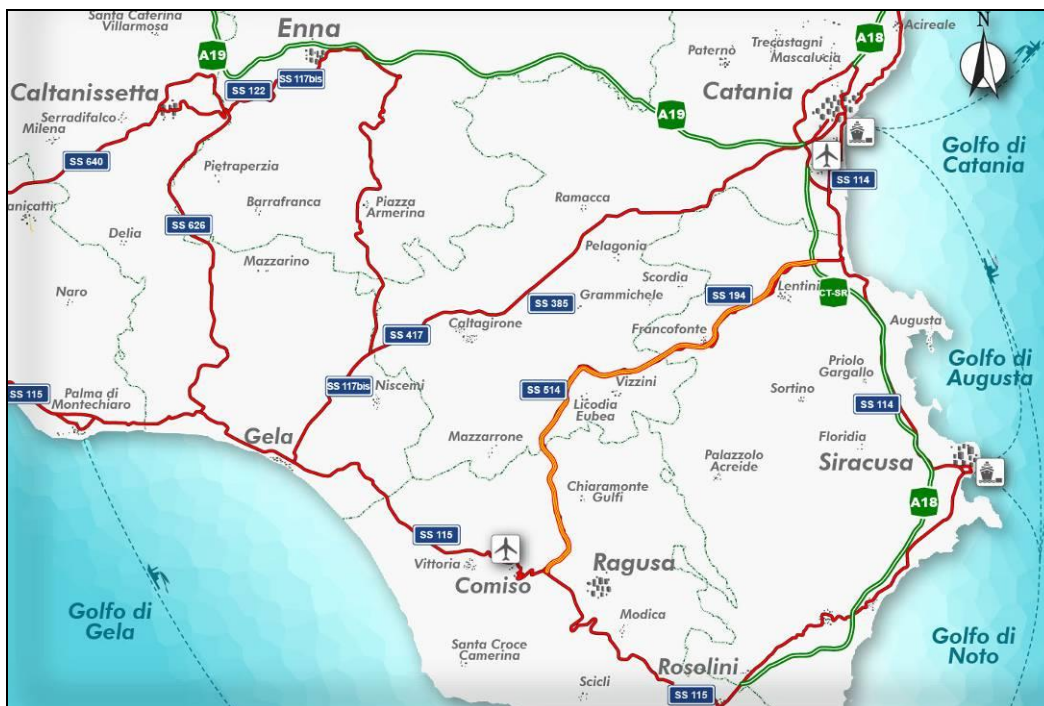 Santa Caterina
Villarmosa
Enna
A19
A18
Acireale
N
Paternò
Trecastagni
Mascalucia
SS 117bis
SS 122
Caltanissetta
Catania
Serradifalco
Milena
A19
Golfo di
Catania
SS 640
Pietraperzia
SS 114
anicatti
Barrafranca
Piazza
Armerina
Ramacca
SS 626
Delia
Pelagonia
Mazzarino
Scordia
Naro
SS 385
Grammichele
SS 194
Lentini
CT-SR
Augusta
Caltagirone
SS 417
Francofonte
Golfo di
Augusta
Priolo
Gargallo
SS 115
Palma di
Montechiaro
SS 117bis
Niscemi
SS 514
Vizzini
Licodia
Eubea
Sortino
SS 114
Gela
Mazzarrone
Floridia
Siracusa
Palazzolo
Acreide
Chiaramonte
Gulfi
A18
SS 115
Vittoria
Comiso
Ragusa
Golfo di
Gela
Modica
Golfo di
Noto
Santa Croce
Camerina
Rosolini
Scicli
SS 115